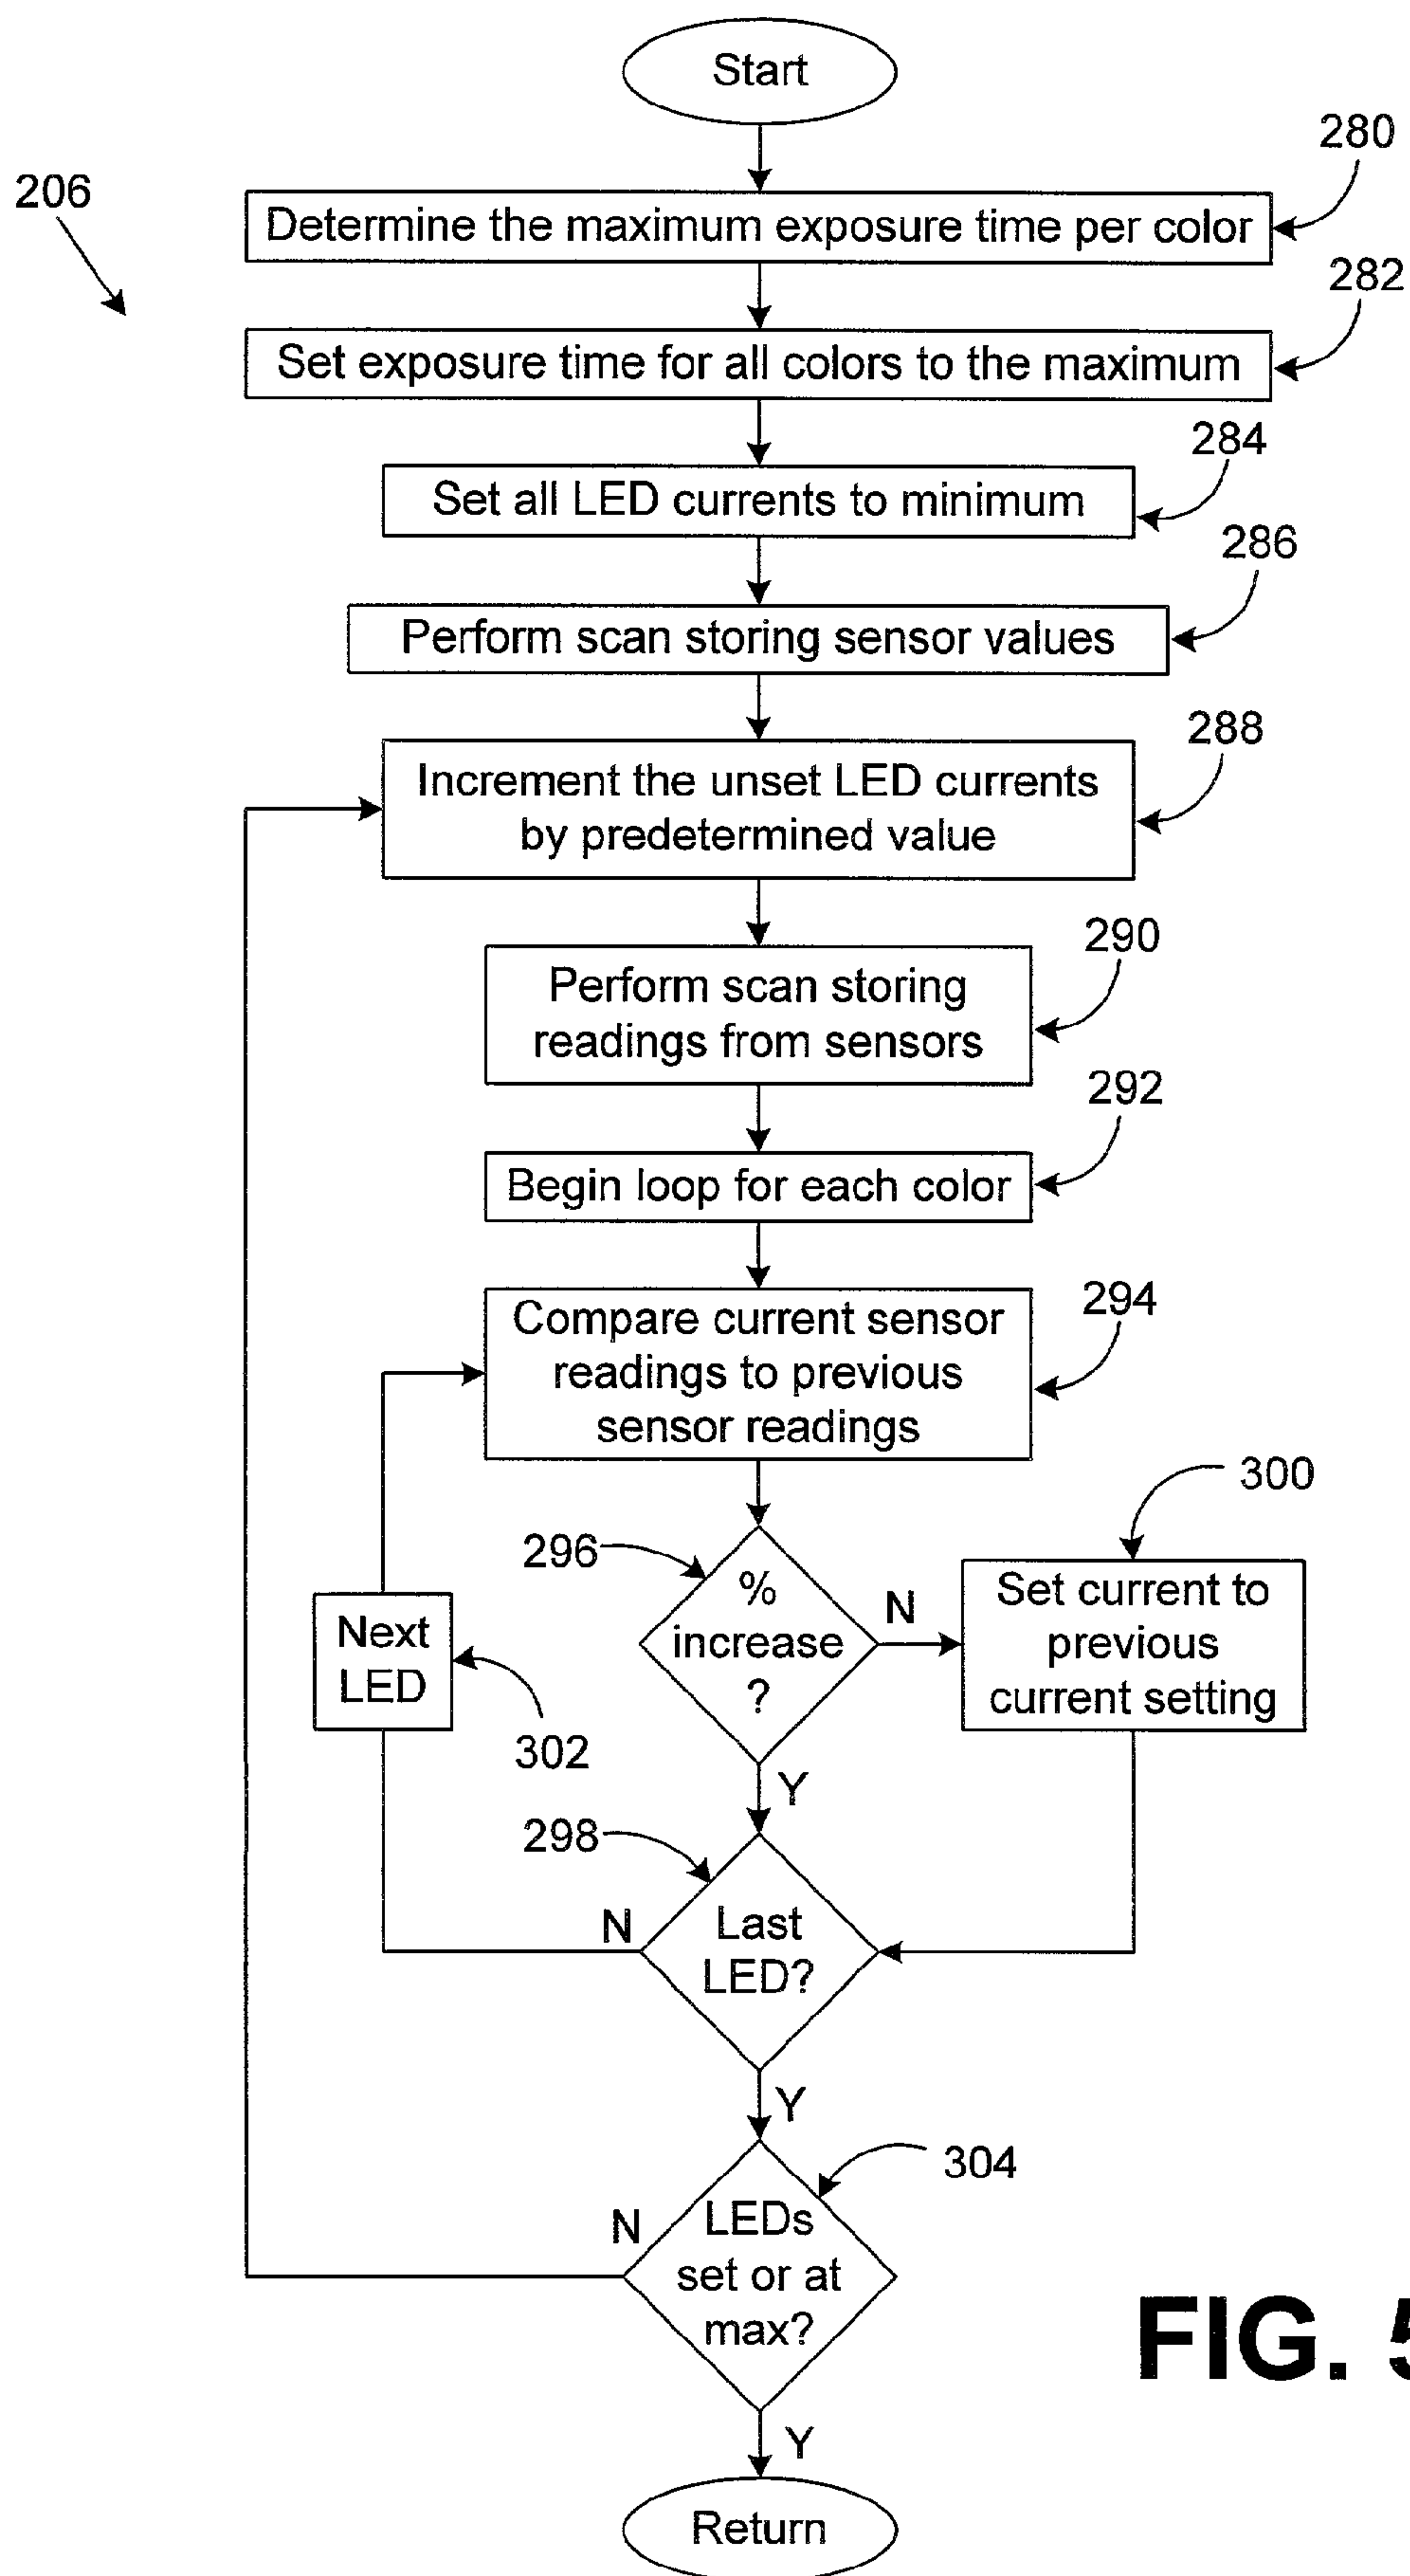 Start
280
206
Determine the maximum exposure time per color
282
Set exposure time for all colors to the maximum
284
Set all LED currents to minimum
286
Perform scan storing sensor values
288
Increment the unset LED currents
by predetermined value
290
Perform scan storing
readings from sensors
292
Begin loop for each color
294
Compare current sensor
readings to previous
sensor readings
300
296
%
increase
?
N
Set current to
previous
current setting
Next
LED
302
Y
298
N
Last
LED?
Y
304
N
LEDs
set or at
max?
FIG. 5
Y
Return